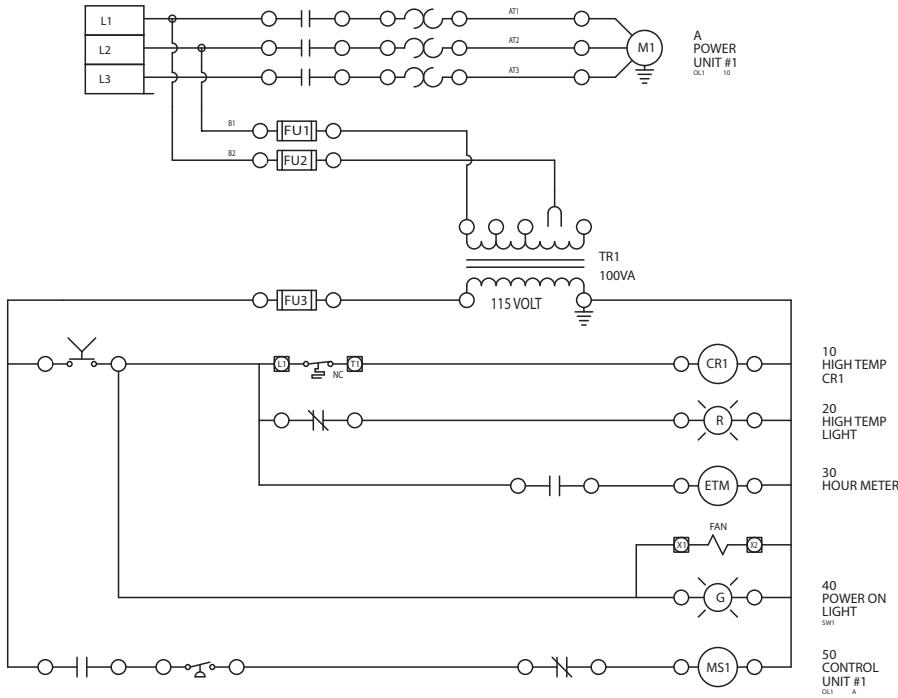 L1
AT1
A
POWER
UNIT #1
OL1 10
L2
AT2
M1
L3
AT3
B1
FU1
B2
FU2
TR1
100VA
FU3
115 VOLT
L1
NC
T1
CR1
10
HIGH TEMP
CR1
R
20
HIGH TEMP
LIGHT
ETM
30
HOUR METER
FAN
X1
X2
G
40
POWER ON
LIGHT
SW1
MS1
50
CONTROL
UNIT #1
OL1 A